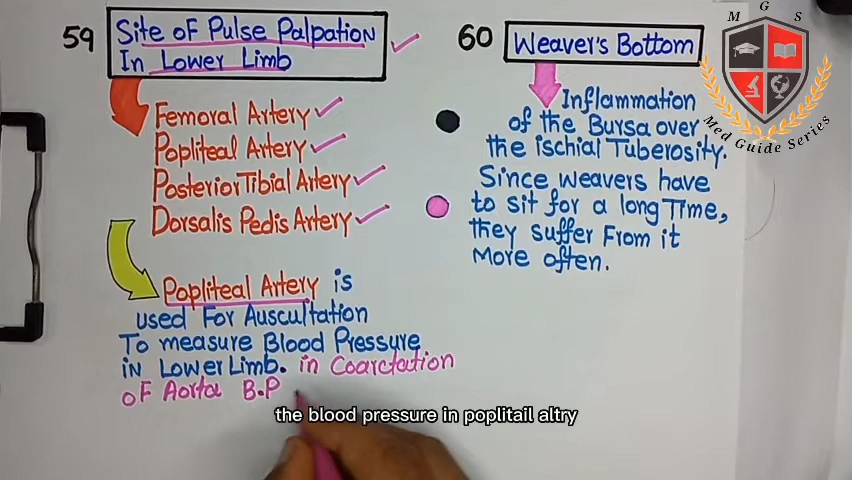 59 Site of Pulse Palpation
In Lower Limb
Femoral Artery
Popliteal Artery
Posterior Tibial Artery
Dorsalis Pedis Artery
Popliteal Artery is
used For Auscultation
To measure Blood Pressure
in Lower Limb. in Coarctation
of Aorta B.P
60 Weaver's Bottom
Inflammation
of the Bursa over
the ischial Tuberosity.
Since weavers have
to sit for a long Time,
they suffer From it
More often.
M G S
Med Guide Series
the blood pressure in poplitail altry